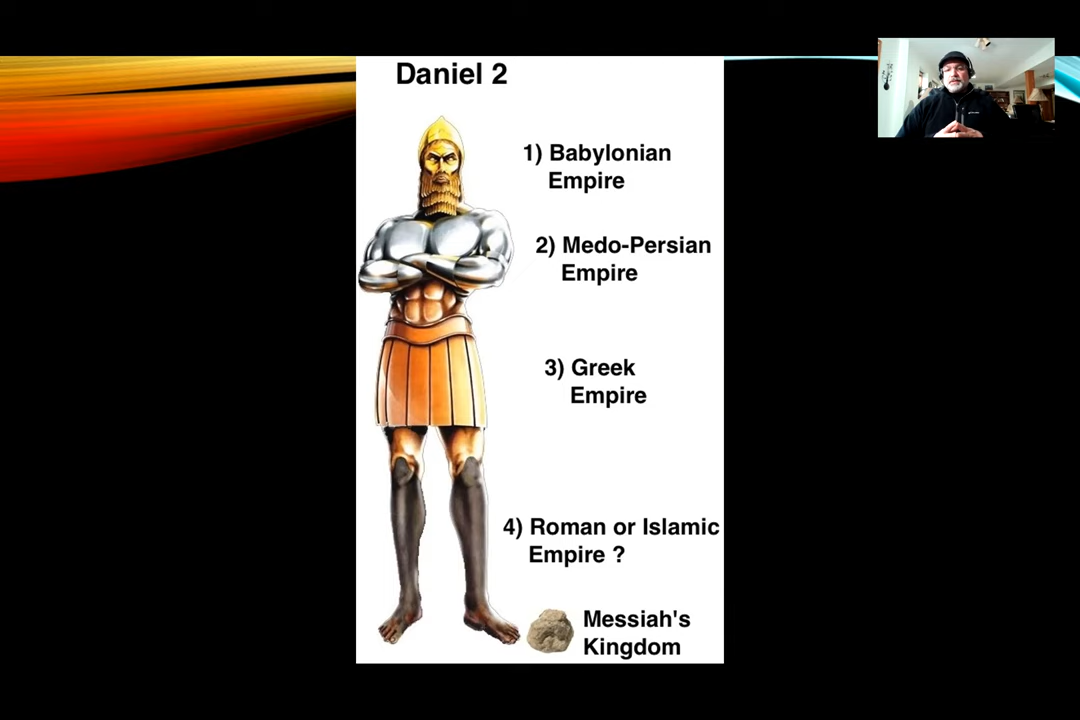 Daniel 2
1) Babylonian
Empire
2) Medo-Persian
Empire
3) Greek
Empire
4) Roman or Islamic
Empire ?
Messiah's
Kingdom